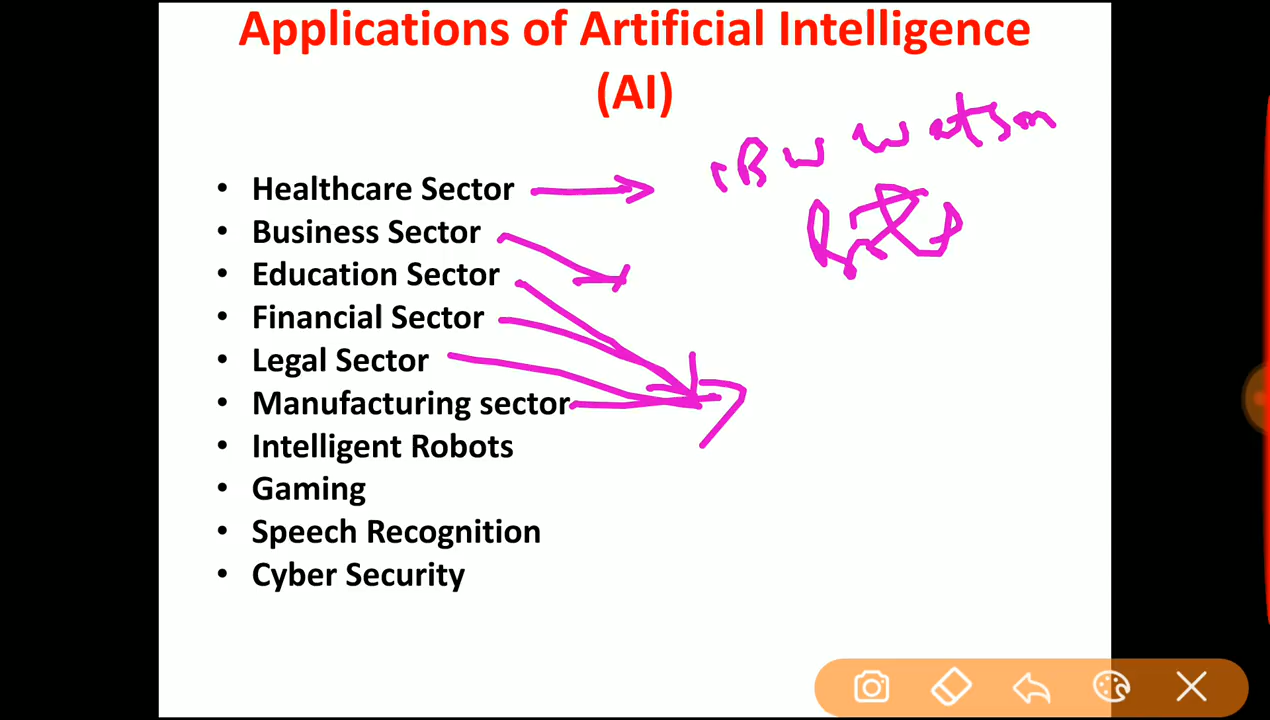 Applications of Artificial Intelligence
(AI)
IBM Watson
• Healthcare Sector
• Business Sector
• Education Sector
• Financial Sector
• Legal Sector
• Manufacturing sector
• Intelligent Robots
• Gaming
• Speech Recognition
• Cyber Security